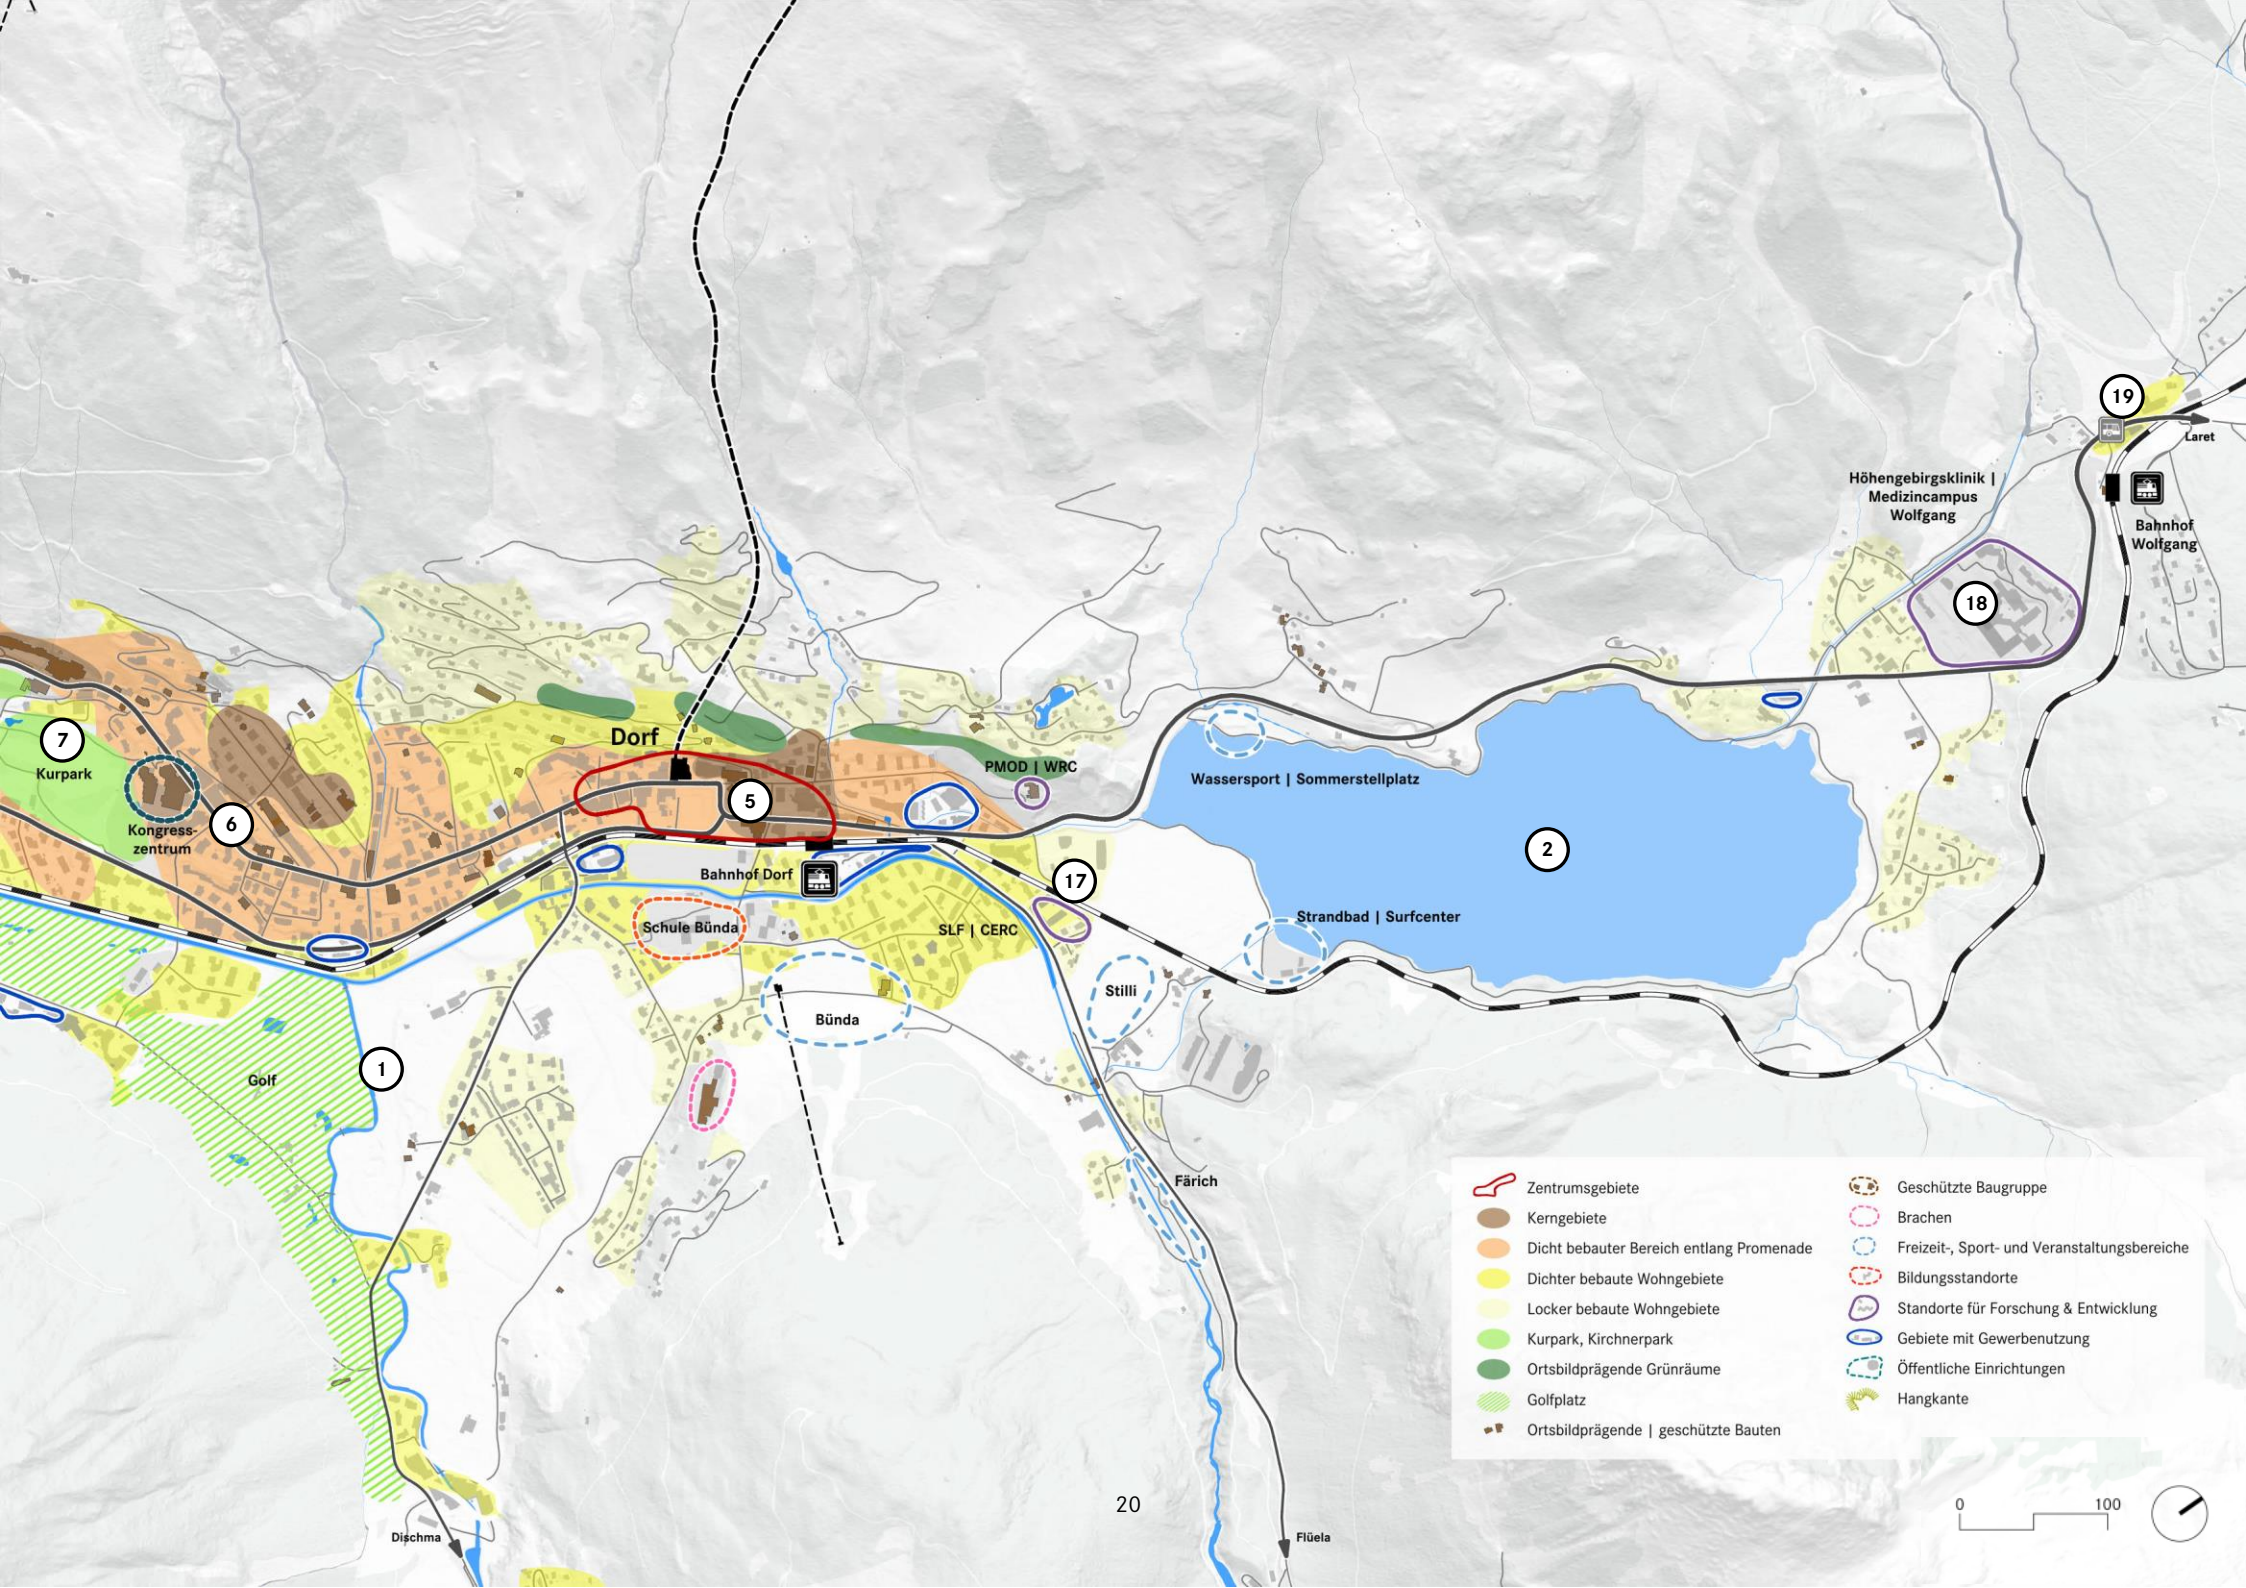 19
Laret
Höhengebirgsklinik |
Medizincampus
Wolfgang
Bahnhof
Wolfgang
18
7
Kurpark
Dorf
PMOD | WRC
Wassersport | Sommerstellplatz
5
6
Kongress-
zentrum
2
Bahnhof Dorf
17
Schule Bünda
SLF | CERC
Strandbad | Surfcenter
Stilli
Bünda
1
Golf
Färich
Zentrumsgebiete
Kerngebiete
Dicht bebauter Bereich entlang Promenade
Dichter bebaute Wohngebiete
Locker bebaute Wohngebiete
Kurpark, Kirchnerpark
Ortsbildprägende Grünräume
Golfplatz
Ortsbildprägende | geschützte Bauten
Geschützte Baugruppe
Brachen
Freizeit-, Sport- und Veranstaltungsbereiche
Bildungsstandorte
Standorte für Forschung & Entwicklung
Gebiete mit Gewerbenutzung
Öffentliche Einrichtungen
Hangkante
20
0 100
Dischma
Flüela